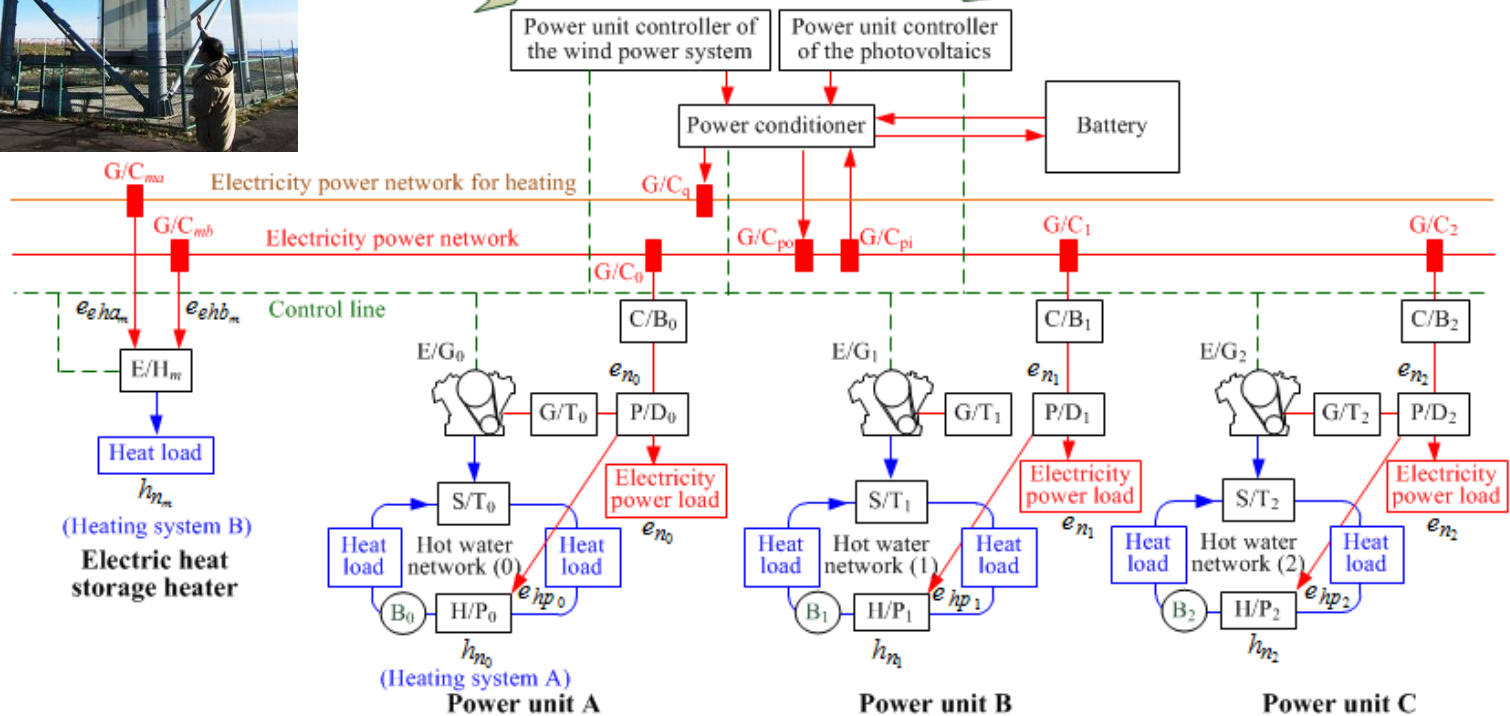 Power unit controller of
the wind power system
Power unit controller
of the photovoltaics
Power conditioner
Battery
G/Cma
Electricity power network for heating
G/Cq
G/Cmb
Electricity power network
G/C0
G/Cpo
G/Cpi
G/C1
G/C2
eeham
eehbm
Control line
E/Hm
Heat load
hnm
(Heating system B)
Electric heat
storage heater
C/B0
E/G0
en0
G/T0
P/D0
Electricity
power load
en0
S/T0
Heat
load
Hot water
network (0)
Heat
load
ehp0
B0
H/P0
hn0
(Heating system A)
Power unit A
C/B1
E/G1
en1
G/T1
P/D1
Electricity
power load
en1
S/T1
Heat
load
Hot water
network (1)
Heat
load
ehp1
B1
H/P1
hn1
Power unit B
C/B2
E/G2
en2
G/T2
P/D2
Electricity
power load
en2
S/T2
Heat
load
Hot water
network (2)
Heat
load
ehp2
B2
H/P2
hn2
Power unit C